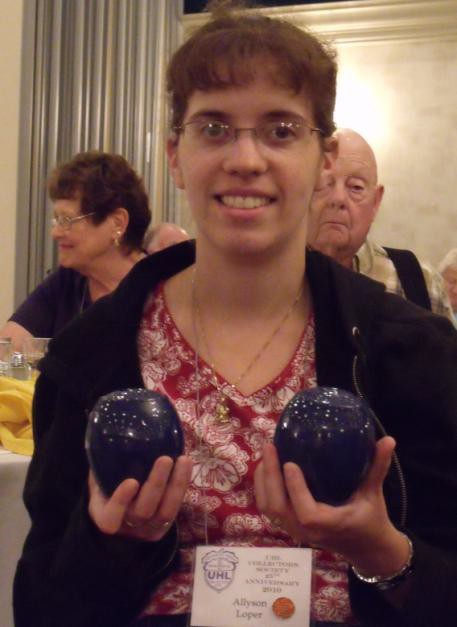 UHL
UHL
COLLECTORS
SOCIETY
25TH
ANNIVERSARY
2010
Allyson
Loper